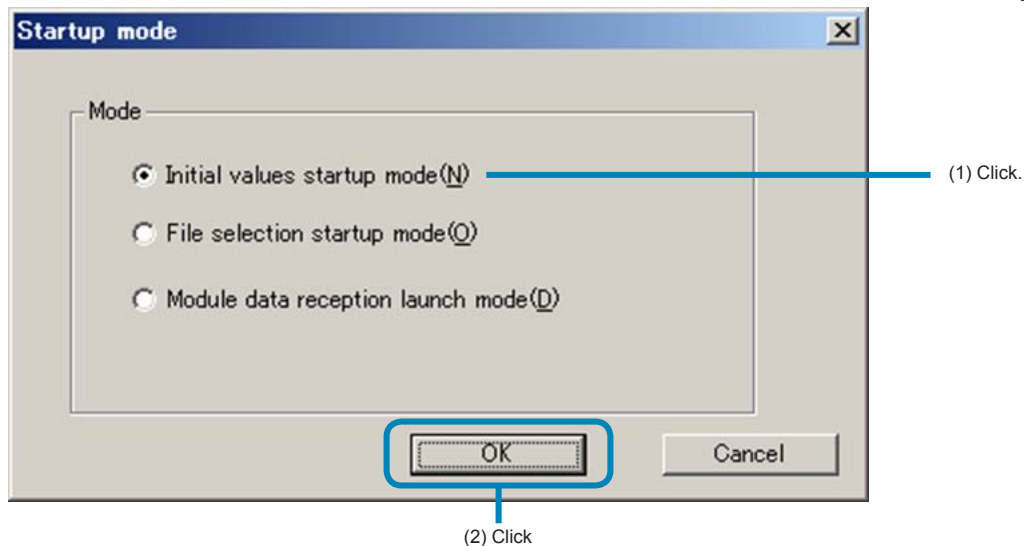 Startup mode
Mode
Initial values startup mode(N)
(1) Click.
File selection startup mode(O)
Module data reception launch mode(D)
OK
Cancel
(2) Click